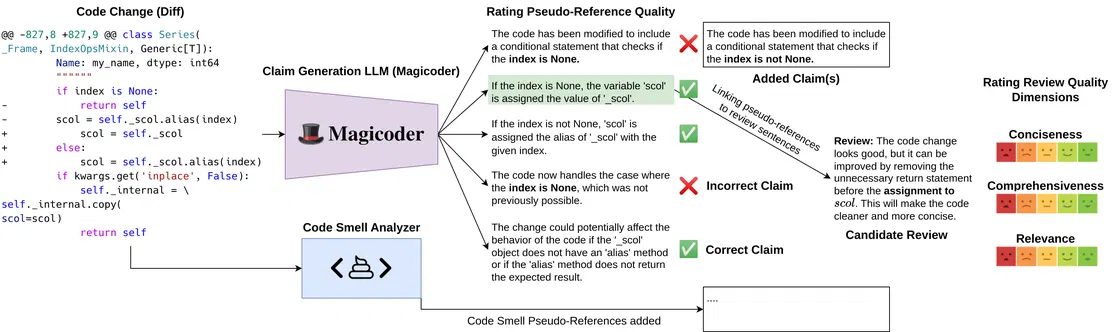 Code Change (Diff)
@@ -827,8 +827,9 @@ class Series(
_Frame, IndexOpsMixin, Generic[T]):
Name: my_name, dtype: int64
""""""
if index is None:
- return self
- scol = self._scol.alias(index)
+ scol = self._scol
+ else:
+ scol = self._scol.alias(index)
if kwargs.get('inplace', False):
self._internal = \
self._internal.copy(
scol=scol)
return self
Claim Generation LLM (Magicoder)
Magicoder
Code Smell Analyzer
Rating Pseudo-Reference Quality
The code has been modified to include
a conditional statement that checks if
the index is None.
If the index is None, the variable 'scol'
is assigned the value of '_scol'.
If the index is not None, 'scol' is
assigned the alias of '_scol' with the
given index.
The code now handles the case where
the index is None, which was not
previously possible.
The change could potentially affect the
behavior of the code if the '_scol'
object does not have an 'alias' method
or if the 'alias' method does not return
the expected result.
Incorrect Claim
Correct Claim
The code has been modified to include
a conditional statement that checks if
the index is not None.
Added Claim(s)
Linking pseudo-references
to review sentences
Review: The code change
looks good, but it can be
improved by removing the
unnecessary return statement
before the assignment to
scol. This will make the code
cleaner and more concise.
Candidate Review
Code Smell Pseudo-References added
....
Rating Review Quality
Dimensions
Conciseness
Comprehensiveness
Relevance